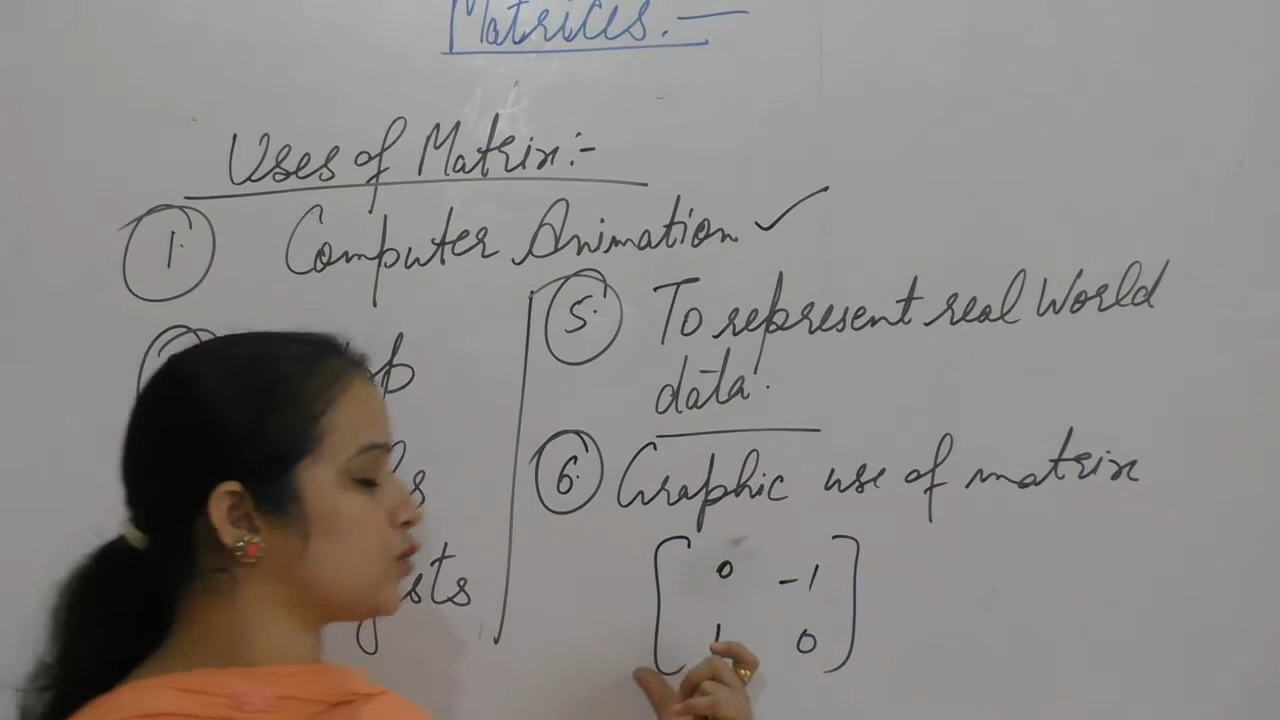 Matrices.—
Uses of Matrix:-
1. Computer Animation ✓
5. To represent real World
data.
6. Graphic use of matrix
0 -1
1 0